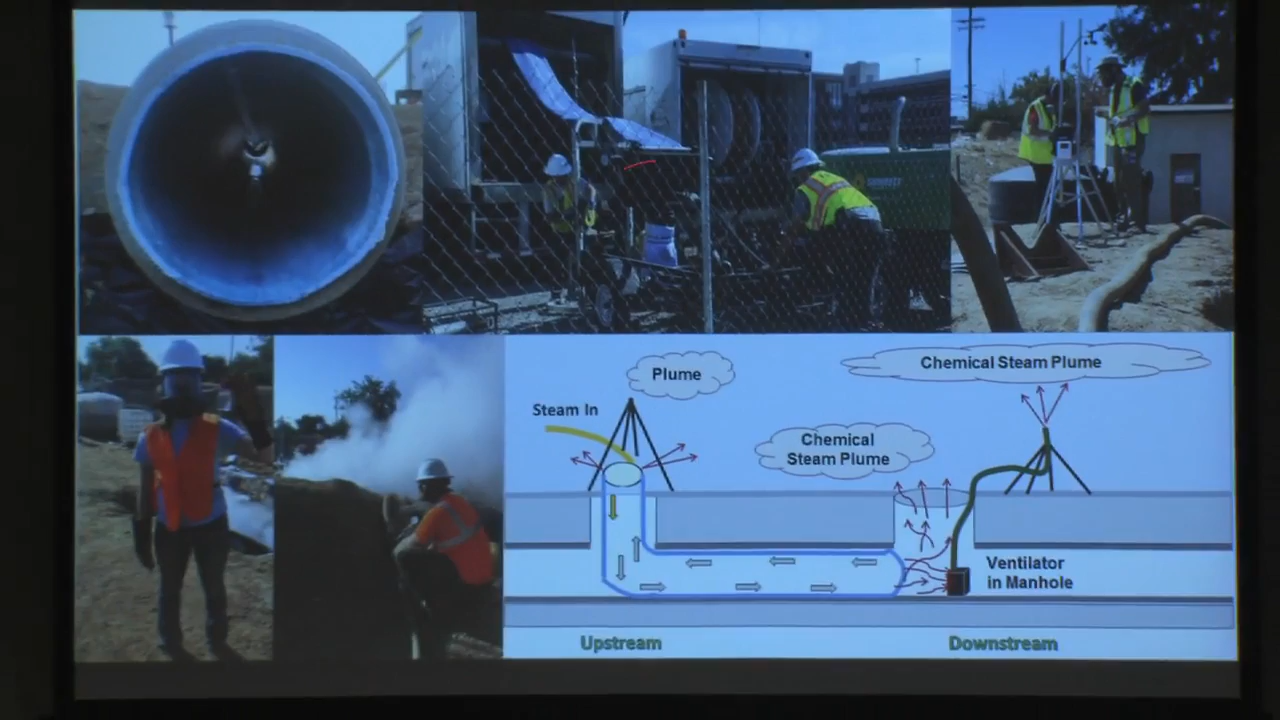 Plume
Chemical Steam Plume
Steam In
Chemical
Steam Plume
Ventilator
in Manhole
Upstream
Downstream